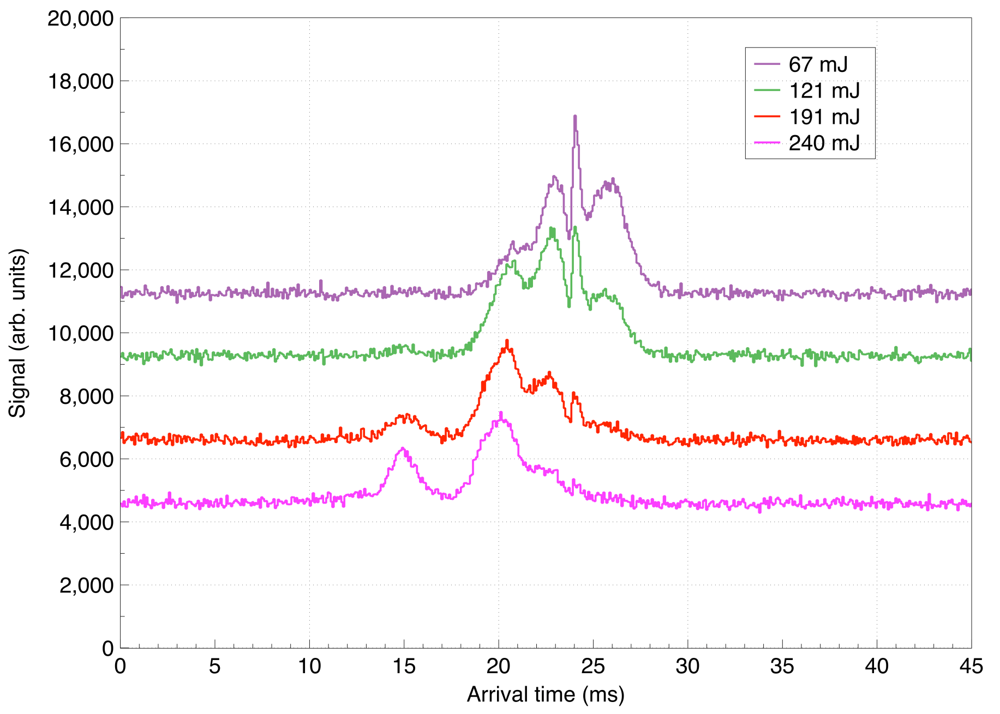 20,000
18,000
16,000
14,000
12,000
10,000
8,000
6,000
4,000
2,000
0
Signal (arb. units)
67 mJ
121 mJ
191 mJ
240 mJ
0 5 10 15 20 25 30 35 40 45
Arrival time (ms)